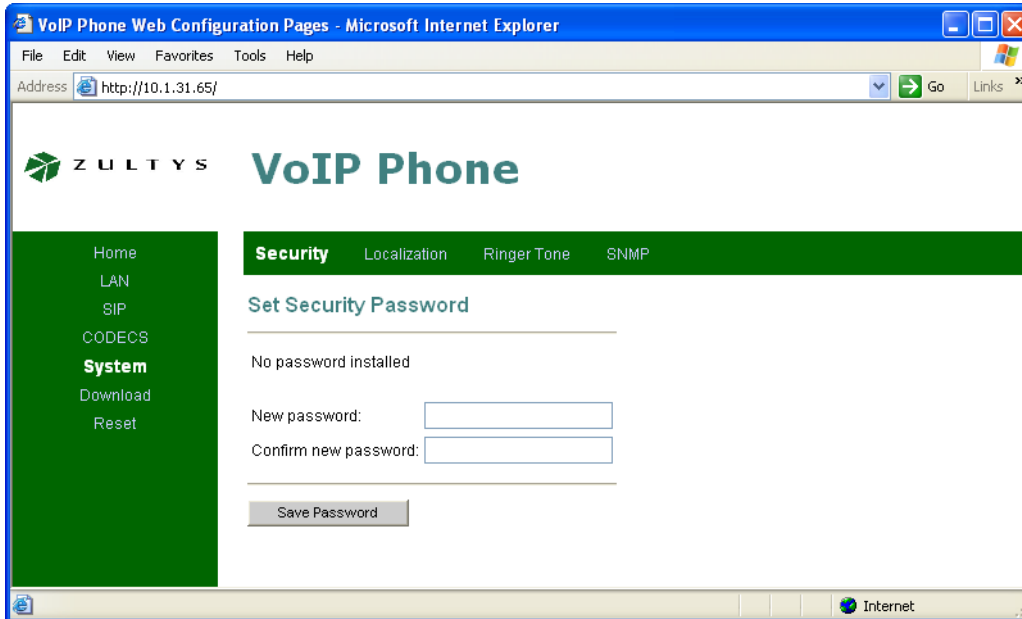 VoIP Phone Web Configuration Pages - Microsoft Internet Explorer
File Edit View Favorites Tools Help
Address http://10.1.31.65/ Go Links »
ZULTYS VoIP Phone
Home
LAN
SIP
CODECS
System
Download
Reset
Security Localization Ringer Tone SNMP
Set Security Password
No password installed
New password:
Confirm new password:
Save Password
Internet